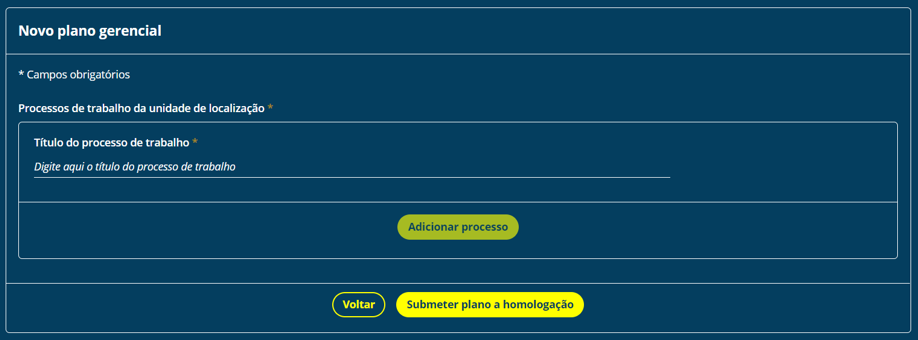 Novo plano gerencial
* Campos obrigatórios
Processos de trabalho da unidade de localização *
Título do processo de trabalho *
Digite aqui o título do processo de trabalho
Adicionar processo
Voltar
Submeter plano a homologação